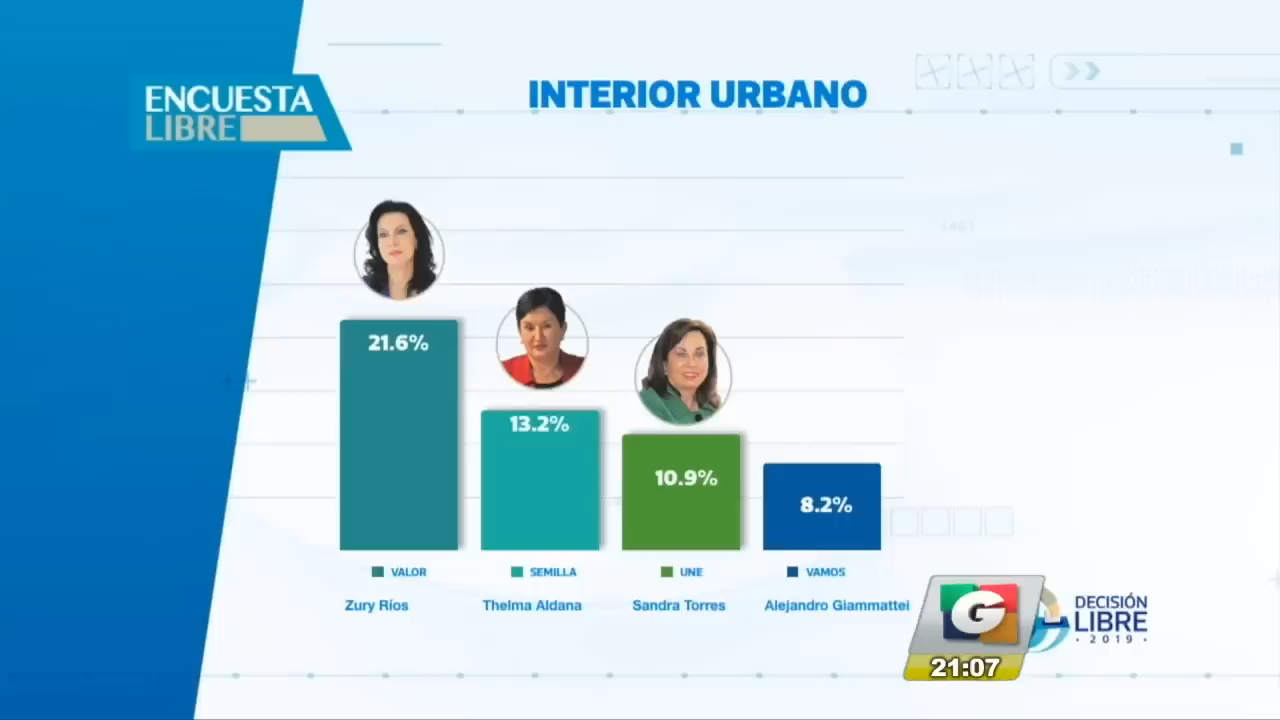 ENCUESTA
LIBRE
INTERIOR URBANO
21.6%
13.2%
10.9%
8.2%
VALOR
SEMILLA
UNE
VAMOS
Zury Ríos
Thelma Aldana
Sandra Torres
Alejandro Giammattei
G
21:07
DECISIÓN
LIBRE
· 2019 ·